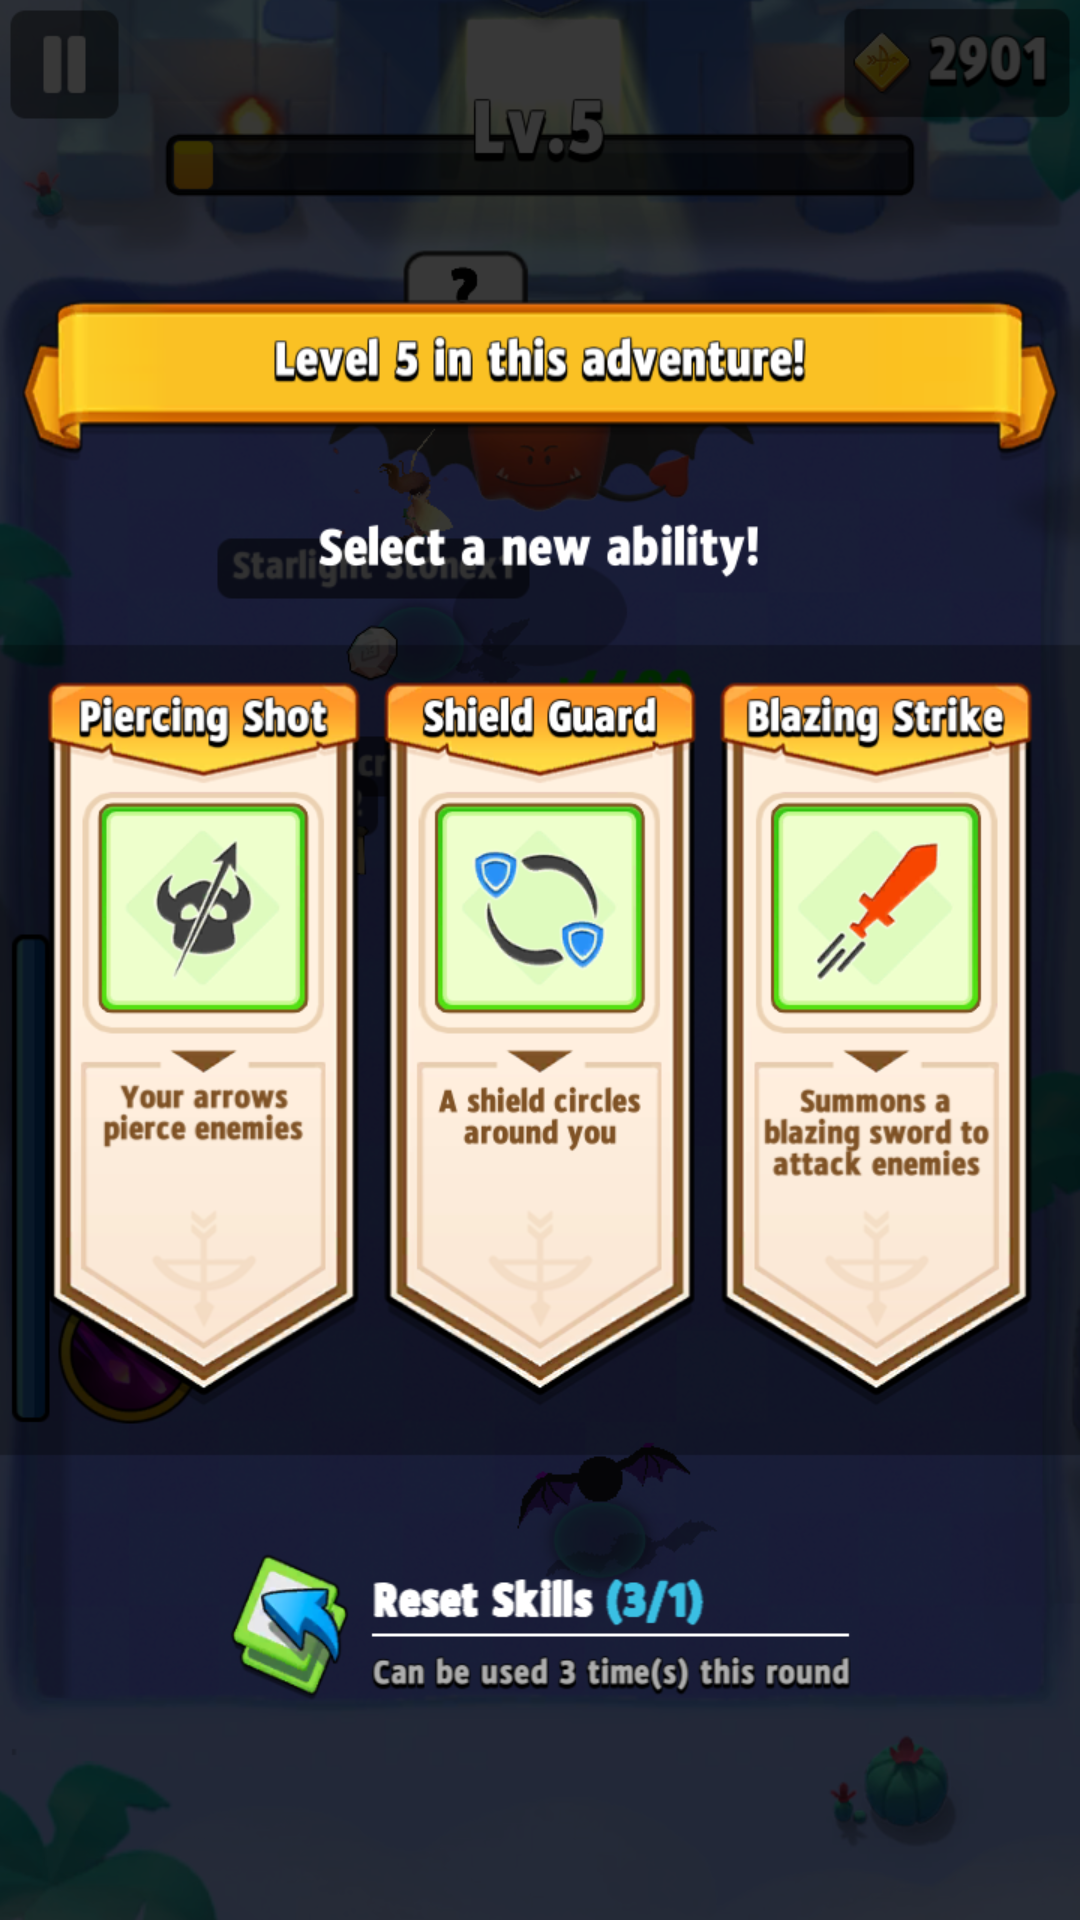 2901
Lv.5
?
Level 5 in this adventure!
Select a new ability!
Starlight Stonex1
Piercing Shot
Shield Guard
Blazing Strike
Your arrows
pierce enemies
A shield circles
around you
Summons a
blazing sword to
attack enemies
Reset Skills (3/1)
Can be used 3 time(s) this round